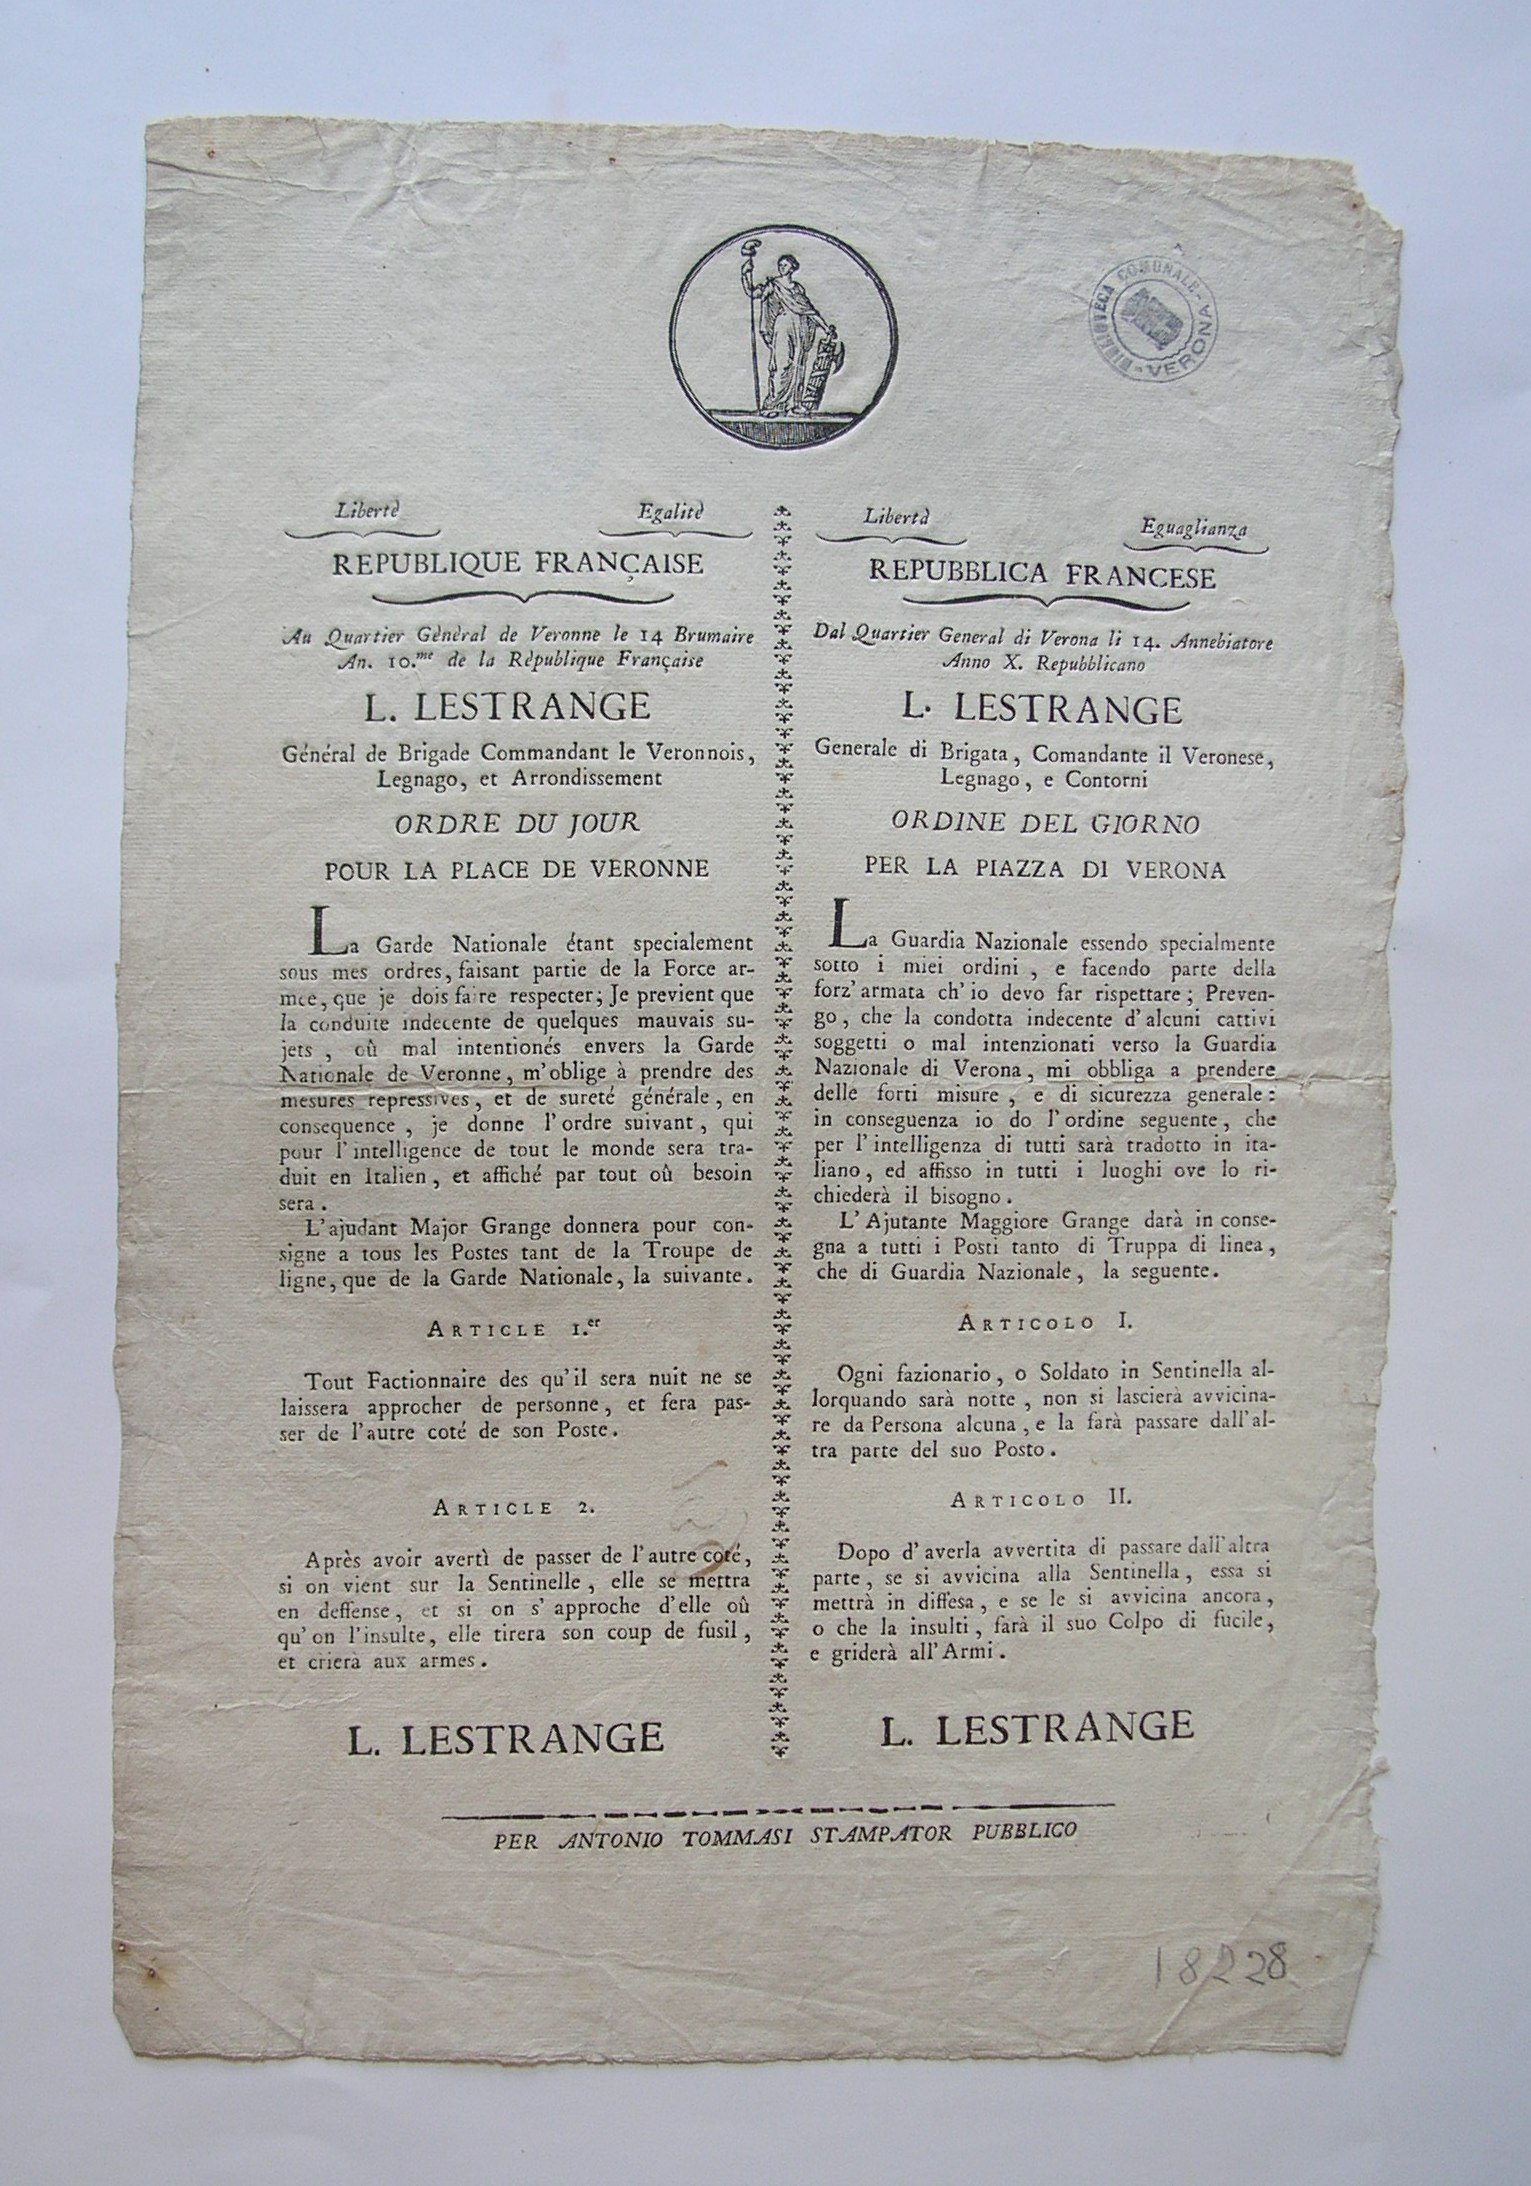 BIBLIOTECA COMUNALE - VERONA -
Libertè Egalitè
REPUBLIQUE FRANÇAISE
Au Quartier Gènèral de Veronne le 14 Brumaire
An. 10.me de la Rèpublique Française
L. LESTRANGE
Général de Brigade Commandant le Veronnois,
Legnago, et Arrondissement
ORDRE DU JOUR
POUR LA PLACE DE VERONNE
La Garde Nationale étant specialement
sous mes ordres, faisant partie de la Force ar-
mee, que je dois faire respecter; Je previent que
la conduite indecente de quelques mauvais su-
jets, où mal intentionés envers la Garde
Nationale de Veronne, m'oblige à prendre des
mesures repressives, et de sureté générale, en
consequence, je donne l'ordre suivant, qui
pour l'intelligence de tout le monde sera tra-
duit en Italien, et affiché par tout où besoin
sera.
L'ajudant Major Grange donnera pour con-
signe a tous les Postes tant de la Troupe de
ligne, que de la Garde Nationale, la suivante.
ARTICLE 1.er
Tout Factionnaire des qu'il sera nuit ne se
laissera approcher de personne, et fera pas-
ser de l'autre coté de son Poste.
ARTICLE 2.
Après avoir avertì de passer de l'autre coté,
si on vient sur la Sentinelle, elle se mettra
en deffense, et si on s'approche d'elle où
qu'on l'insulte, elle tirera son coup de fusil,
et crierà aux armes.
L. LESTRANGE
Libertà Eguaglianza
REPUBBLICA FRANCESE
Dal Quartier General di Verona li 14. Annebiatore
Anno X. Repubblicano
L. LESTRANGE
Generale di Brigata, Comandante il Veronese,
Legnago, e Contorni
ORDINE DEL GIORNO
PER LA PIAZZA DI VERONA
La Guardia Nazionale essendo specialmente
sotto i miei ordini, e facendo parte della
forz'armata ch'io devo far rispettare; Preven-
go, che la condotta indecente d'alcuni cattivi
soggetti o mal intenzionati verso la Guardia
Nazionale di Verona, mi obbliga a prendere
delle forti misure, e di sicurezza generale:
in conseguenza io do l'ordine seguente, che
per l'intelligenza di tutti sarà tradotto in ita-
liano, ed affisso in tutti i luoghi ove lo ri-
chiederà il bisogno.
L'Ajutante Maggiore Grange darà in conse-
gna a tutti i Posti tanto di Truppa di linea,
che di Guardia Nazionale, la seguente.
ARTICOLO I.
Ogni fazionario, o Soldato in Sentinella al-
lorquando sarà notte, non si lascierà avvicina-
re da Persona alcuna, e la farà passare dall'al-
tra parte del suo Posto.
ARTICOLO II.
Dopo d'averla avvertita di passare dall'altra
parte, se si avvicina alla Sentinella, essa si
mettrà in diffesa, e se le si avvicina ancora,
o che la insulti, farà il suo Colpo di fucile,
e griderà all'Armi.
L. LESTRANGE
PER ANTONIO TOMMASI STAMPATOR PUBBLICO
18228